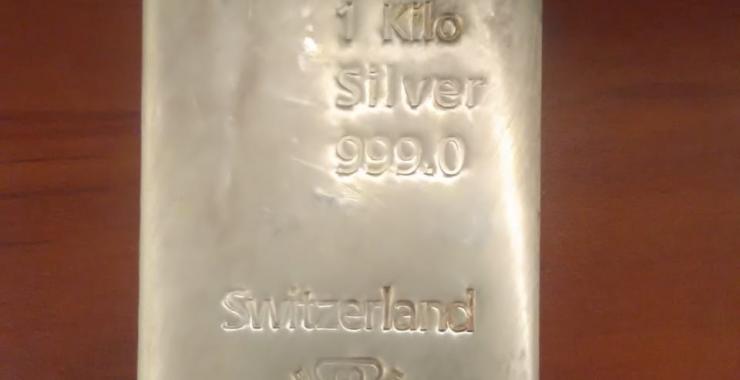 1 Kilo
Silver
999.0
Switzerland